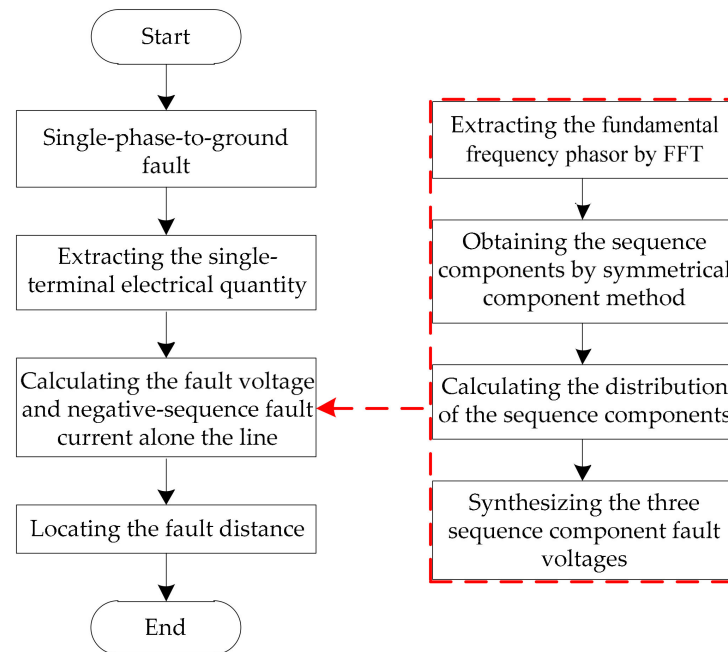 Start
Single-phase-to-ground
fault
Extracting the single-
terminal electrical quantity
Calculating the fault voltage
and negative-sequence fault
current alone the line
Locating the fault distance
End
Extracting the fundamental
frequency phasor by FFT
Obtaining the sequence
components by symmetrical
component method
Calculating the distribution
of the sequence components
Synthesizing the three
sequence component fault
voltages